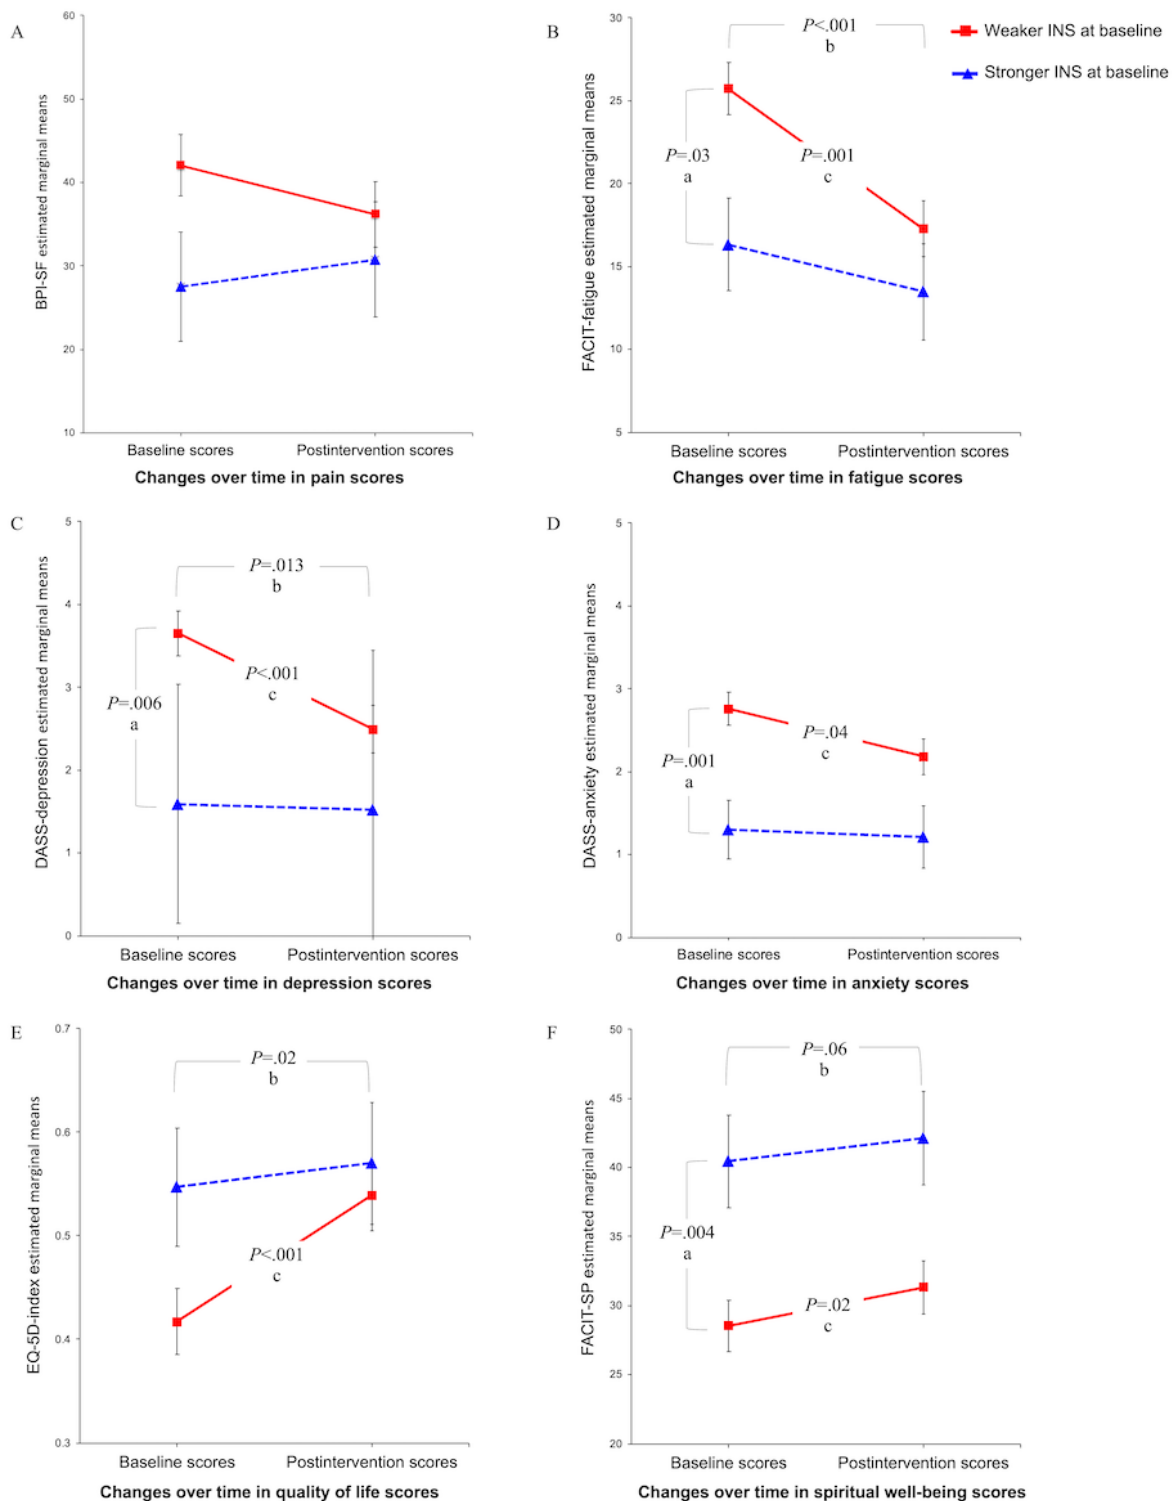 A
BPI-SF estimated marginal means
60
50
40
30
20
10
Baseline scores
Postintervention scores
Changes over time in pain scores
B
Weaker INS at baseline
Stronger INS at baseline
FACIT-fatigue estimated marginal means
30
25
20
15
10
5
P<.001
b
P=.03
a
P=.001
c
Baseline scores
Postintervention scores
Changes over time in fatigue scores
C
DASS-depression estimated marginal means
5
4
3
2
1
0
P=.013
b
P<.001
c
P=.006
a
Baseline scores
Postintervention scores
Changes over time in depression scores
D
DASS-anxiety estimated marginal means
5
4
3
2
1
0
P=.04
c
P=.001
a
Baseline scores
Postintervention scores
Changes over time in anxiety scores
E
EQ-5D-index estimated marginal means
0.7
0.6
0.5
0.4
0.3
P=.02
b
P<.001
c
Baseline scores
Postintervention scores
Changes over time in quality of life scores
F
FACIT-SP estimated marginal means
50
45
40
35
30
25
20
P=.06
b
P=.004
a
P=.02
c
Baseline scores
Postintervention scores
Changes over time in spiritual well-being scores